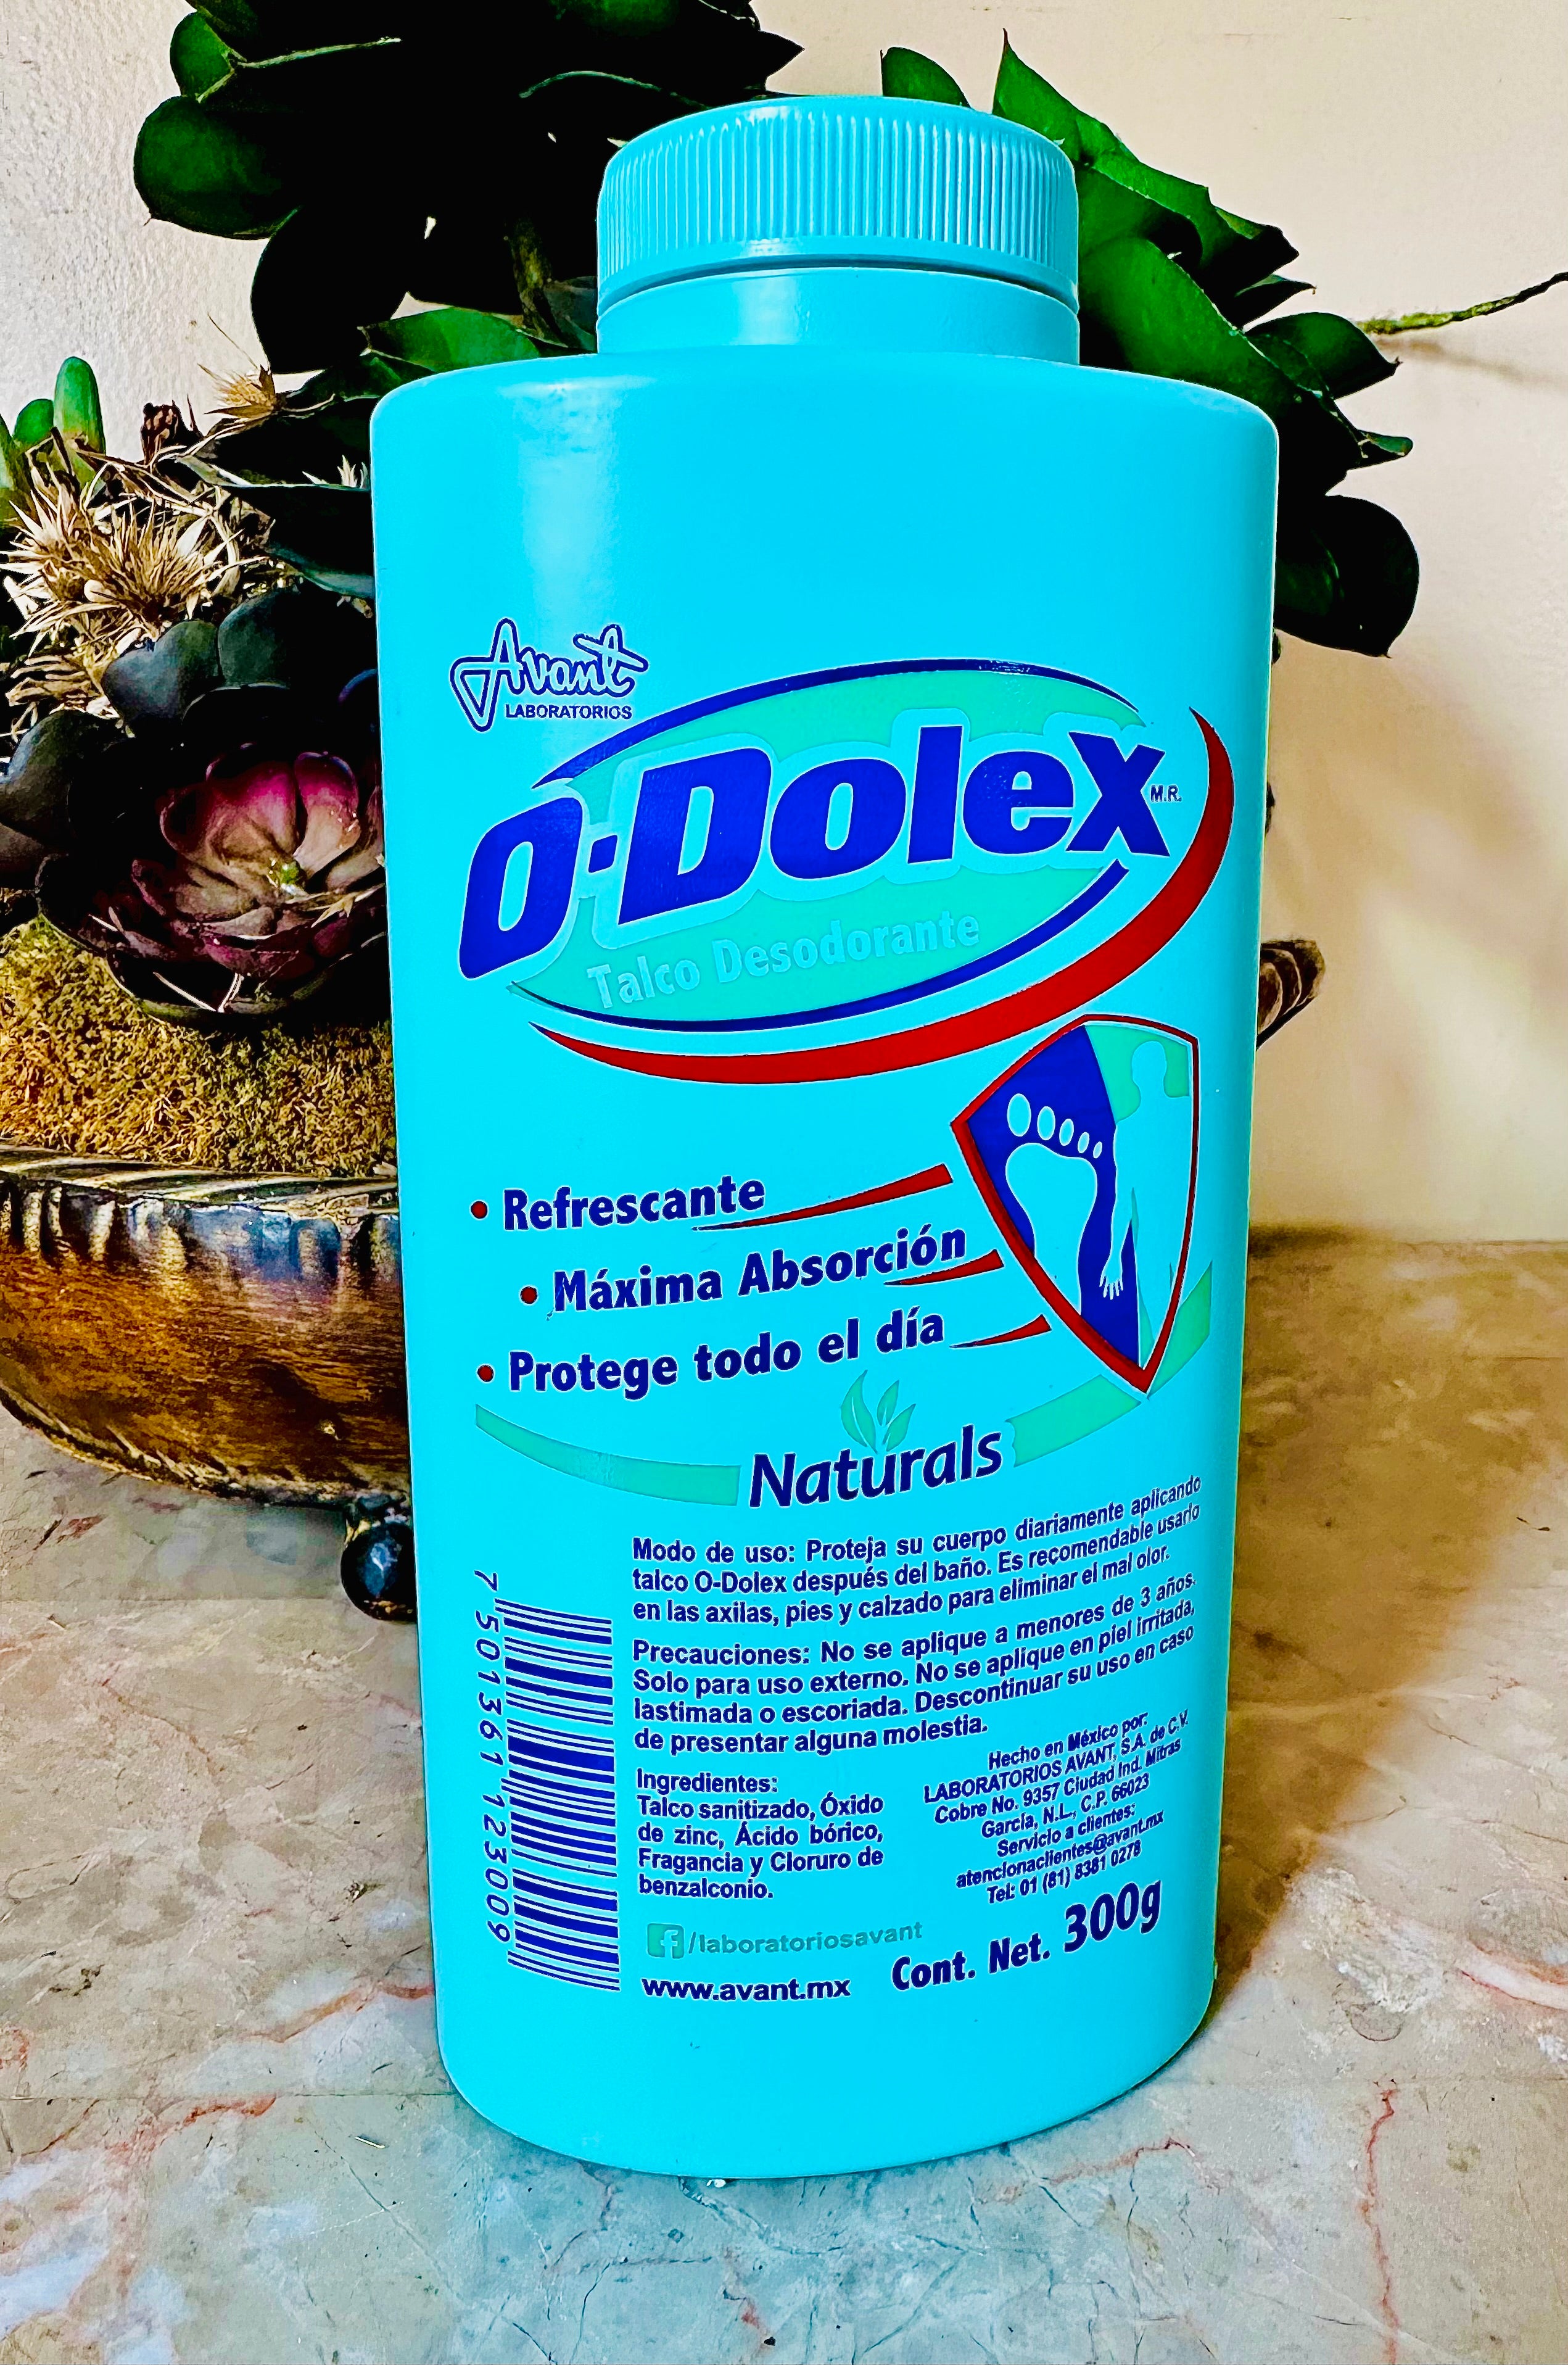 Avant
LABORATORIOS
O-Dolex M.R.
Talco Desodorante
• Refrescante
• Máxima Absorción
• Protege todo el día
Naturals
Modo de uso: Proteja su cuerpo diariamente aplicando
talco O-Dolex después del baño. Es recomendable usarlo
en las axilas, pies y calzado para eliminar el mal olor.
Precauciones: No se aplique a menores de 3 años.
Solo para uso externo. No se aplique en piel irritada,
lastimada o escoriada. Descontinuar su uso en caso
de presentar alguna molestia.
Ingredientes:
Talco sanitizado, Óxido
de zinc, Ácido bórico,
Fragancia y Cloruro de
benzalconio.
Hecho en México por:
LABORATORIOS AVANT, S.A. de C.V.
Cobre No. 9357 Ciudad Ind. Mitras
García, N.L., C.P. 66023
Servicio a clientes:
atencionaclientes@avant.mx
Tel: 01 (81) 8381 0278
7 501361 123009
/laboratoriosavant
www.avant.mx
Cont. Net. 300g